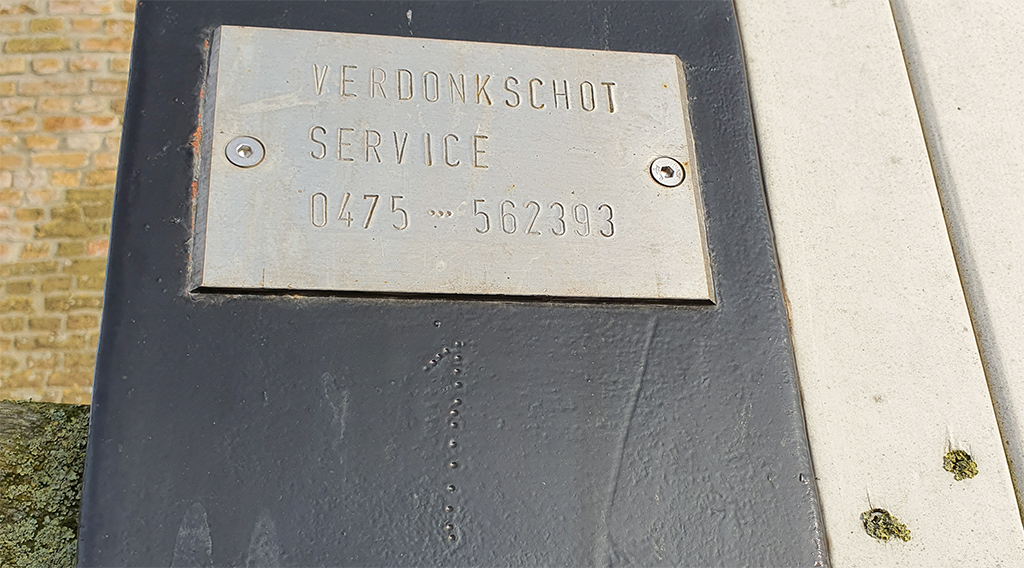 VERDONKSCHOT
SERVICE
0475 ... 562393